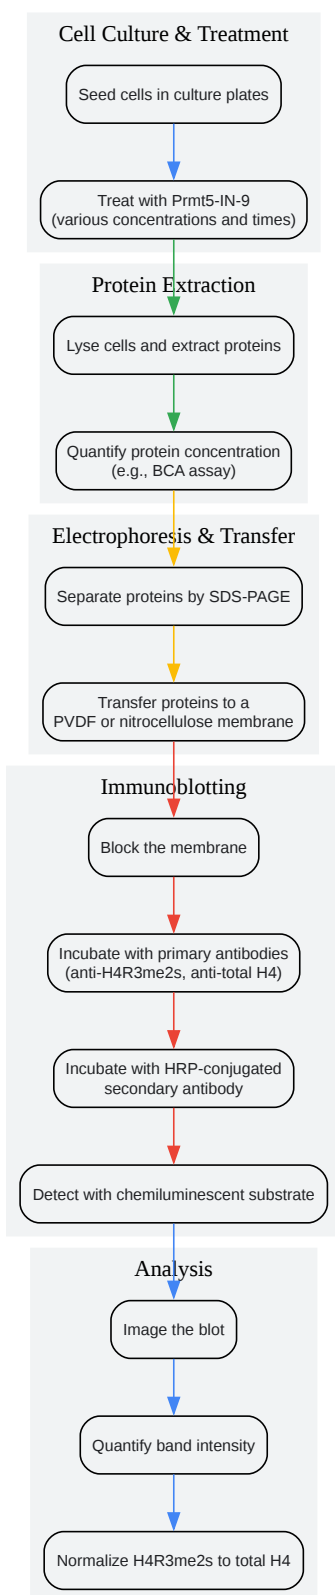 Cell Culture & Treatment
Seed cells in culture plates
Treat with Prmt5-IN-9
(various concentrations and times)
Protein Extraction
Lyse cells and extract proteins
Quantify protein concentration
(e.g., BCA assay)
Electrophoresis & Transfer
Separate proteins by SDS-PAGE
Transfer proteins to a
PVDF or nitrocellulose membrane
Immunoblotting
Block the membrane
Incubate with primary antibodies
(anti-H4R3me2s, anti-total H4)
Incubate with HRP-conjugated
secondary antibody
Detect with chemiluminescent substrate
Analysis
Image the blot
Quantify band intensity
Normalize H4R3me2s to total H4